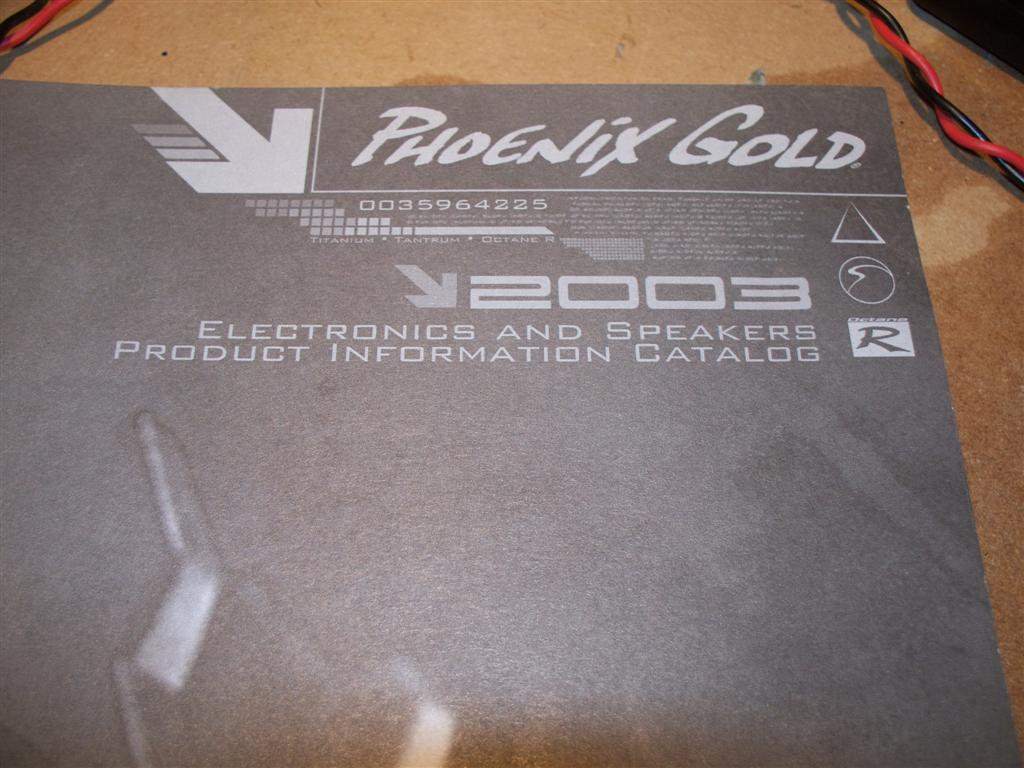 PHOENIX GOLD®
0035964225
TITANIUM • TANTRUM • OCTANE R
2003
ELECTRONICS AND SPEAKERS
PRODUCT INFORMATION CATALOG
OCTANE
R